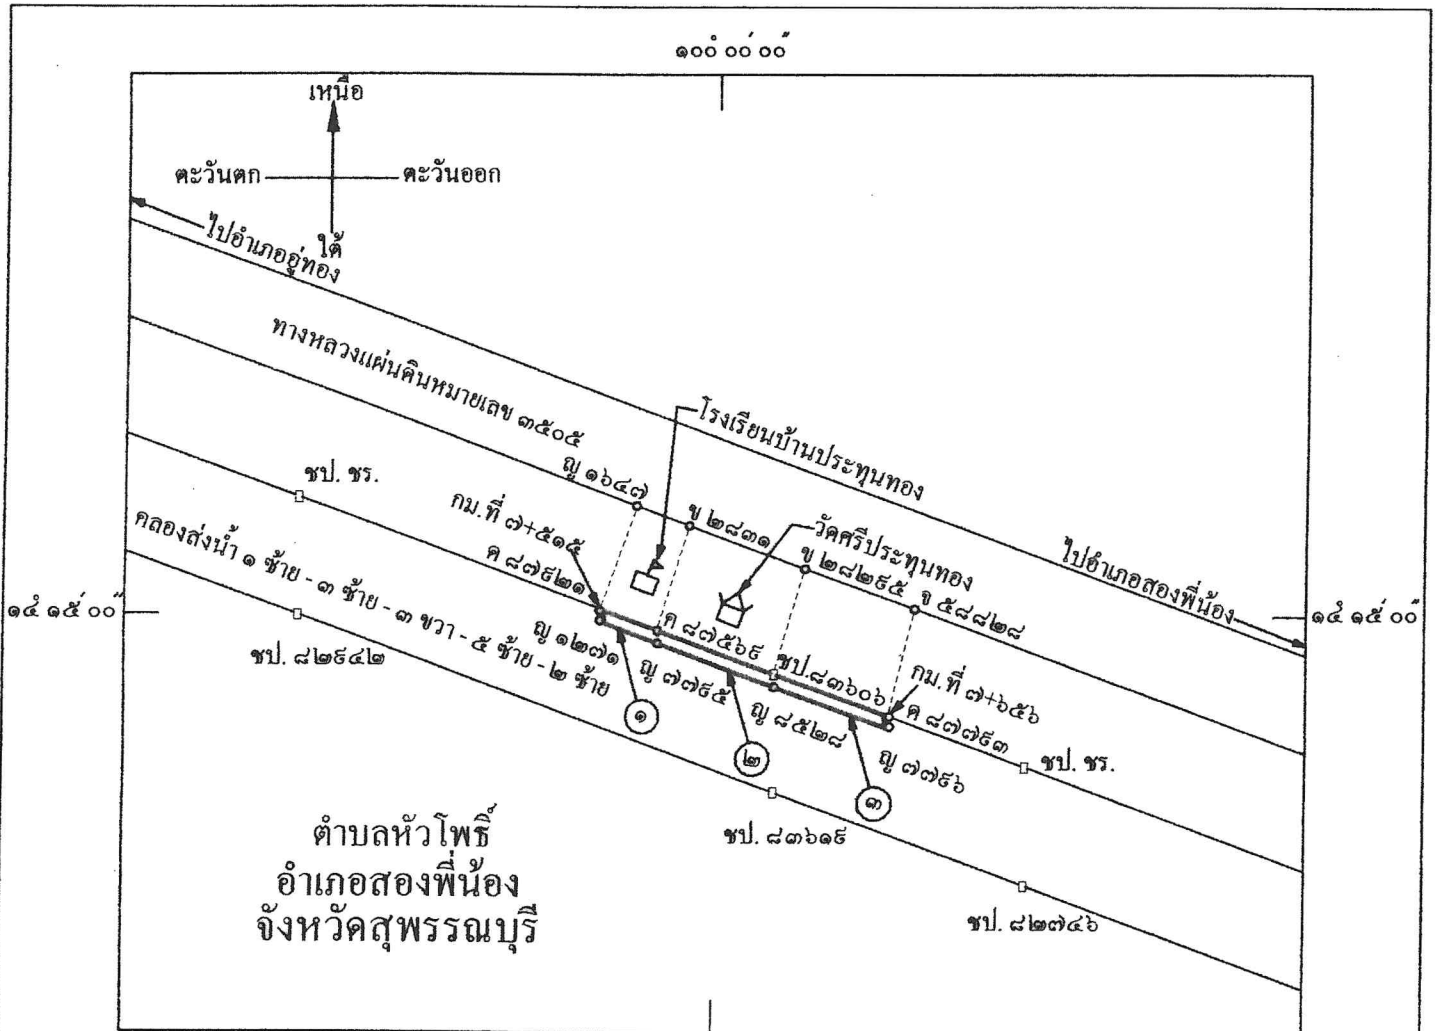 ๑๐๐° ๐๐' ๐๐"
เหนือ
ตะวันตก
ตะวันออก
ใต้
ไปอำเภออู่ทอง
ทางหลวงแผ่นดินหมายเลข ๓๕๐๕
โรงเรียนบ้านประทุนทอง
ญ ๑๖๔๗
ข ๒๘๓๑
วัดศรีประทุนทอง
ข ๒๘๒๙๕
จ ๕๘๘๒๘
ไปอำเภอสองพี่น้อง
ชป. ชร.
กม.ที่ ๗+๕๑๕
ค ๘๗๙๒๑
คลองส่งน้ำ ๑ ซ้าย - ๓ ซ้าย - ๓ ขวา - ๕ ซ้าย - ๒ ซ้าย
๑๔° ๑๕' ๐๐"
๑๔° ๑๕' ๐๐"
ค ๘๗๕๖๙
ชป.๘๓๖๐๖
กม.ที่ ๗+๖๕๖
ค ๘๗๗๙๓
ชป. ชร.
ชป. ๘๒๙๔๒
ญ ๑๒๗๑
ญ ๗๗๙๕
ญ ๘๕๒๘
ญ ๗๗๙๖
๑
๒
๓
ชป. ๘๓๖๑๙
ชป. ๘๒๗๔๖
ตำบลหัวโพธิ์
อำเภอสองพี่น้อง
จังหวัดสุพรรณบุรี